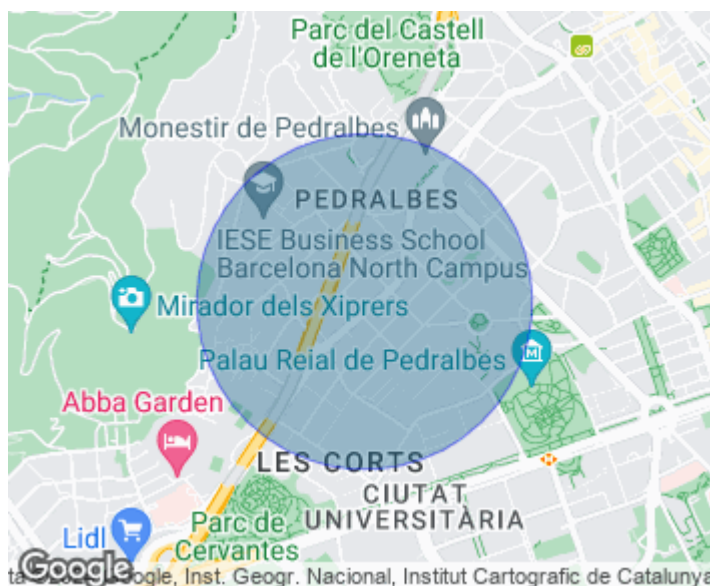 Parc del Castell
de l'Oreneta
Monestir de Pedralbes
PEDRALBES
IESE Business School
Barcelona North Campus
Mirador dels Xiprers
Palau Reial de Pedralbes
Abba Garden
LES CORTS
CIUTAT
UNIVERSITÀRIA
Parc de
Cervantes
Lidl
Google
Google, Inst. Geogr. Nacional, Institut Cartografic de Catalunya